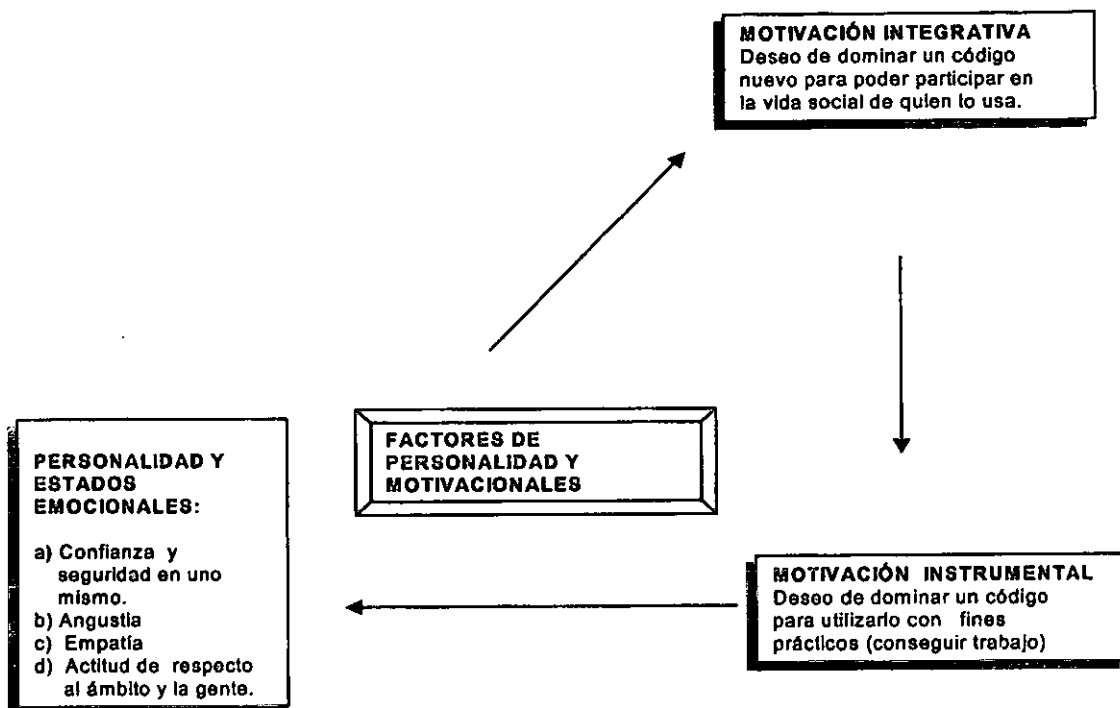 MOTIVACIÓN INTEGRATIVA
Deseo de dominar un código
nuevo para poder participar en
la vida social de quien lo usa.
FACTORES DE
PERSONALIDAD Y
MOTIVACIONALES
PERSONALIDAD Y
ESTADOS
EMOCIONALES:
a) Confianza y
seguridad en uno
mismo.
b) Angustia
c) Empatía
d) Actitud de respecto
al ámbito y la gente.
MOTIVACIÓN INSTRUMENTAL
Deseo de dominar un código
para utilizarlo con fines
prácticos (conseguir trabajo)